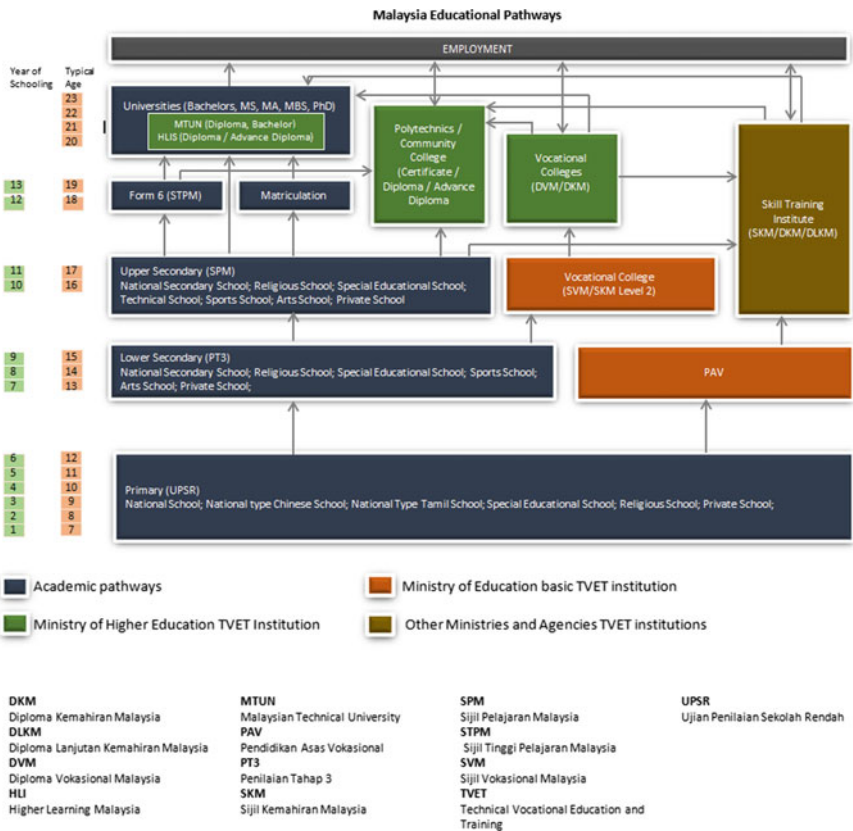 Malaysia Educational Pathways
EMPLOYMENT
Year of
Schooling
Typical
Age
23
22
21
20
Universities (Bachelors, MS, MA, MBS, PhD)
MTUN (Diploma, Bachelor)
HLIS (Diploma / Advance Diploma)
Polytechnics /
Community
College
(Certificate /
Diploma / Advance
Diploma
Vocational
Colleges
(DVM/DKM)
Skill Training
Institute
(SKM/DKM/DLKM)
13 19
12 18
Form 6 (STPM)
Matriculation
11 17
10 16
Upper Secondary (SPM)
National Secondary School; Religious School; Special Educational School;
Technical School; Sports School; Arts School; Private School
Vocational College
(SVM/SKM Level 2)
9 15
8 14
7 13
Lower Secondary (PT3)
National Secondary School; Religious School; Special Educational School; Sports School;
Arts School; Private School;
PAV
6 12
5 11
4 10
3 9
2 8
1 7
Primary (UPSR)
National School; National type Chinese School; National Type Tamil School; Special Educational School; Religious School; Private School;
Academic pathways
Ministry of Education basic TVET institution
Ministry of Higher Education TVET Institution
Other Ministries and Agencies TVET institutions
DKM
Diploma Kemahiran Malaysia
DLKM
Diploma Lanjutan Kemahiran Malaysia
DVM
Diploma Vokasional Malaysia
HLI
Higher Learning Malaysia
MTUN
Malaysian Technical University
PAV
Pendidikan Asas Vokasional
PT3
Penilaian Tahap 3
SKM
Sijil Kemahiran Malaysia
SPM
Sijil Pelajaran Malaysia
STPM
Sijil Tinggi Pelajaran Malaysia
SVM
Sijil Vokasional Malaysia
TVET
Technical Vocational Education and
Training
UPSR
Ujian Penilaian Sekolah Rendah